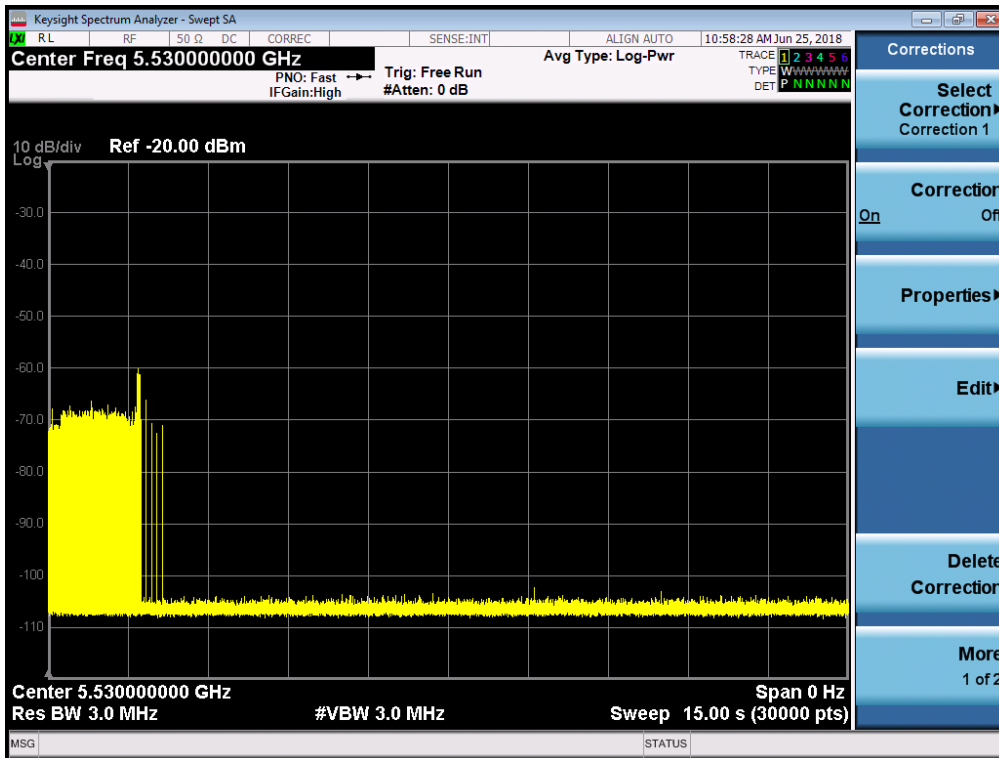 Keysight Spectrum Analyzer - Swept SA
LXI RL RF 50 Ω DC CORREC SENSE:INT ALIGN AUTO 10:58:28 AM Jun 25, 2018
Center Freq 5.530000000 GHz
PNO: Fast
IFGain:High
Trig: Free Run
#Atten: 0 dB
Avg Type: Log-Pwr
TRACE 1 2 3 4 5 6
TYPE W
DET P N N N N N
10 dB/div
Log
Ref -20.00 dBm
-30.0
-40.0
-50.0
-60.0
-70.0
-80.0
-90.0
-100
-110
Center 5.530000000 GHz
Span 0 Hz
Res BW 3.0 MHz
#VBW 3.0 MHz
Sweep 15.00 s (30000 pts)
MSG
STATUS
Corrections
Select
Correction
Correction 1
Correction
On Off
Properties
Edit
Delete
Correction
More
1 of 2